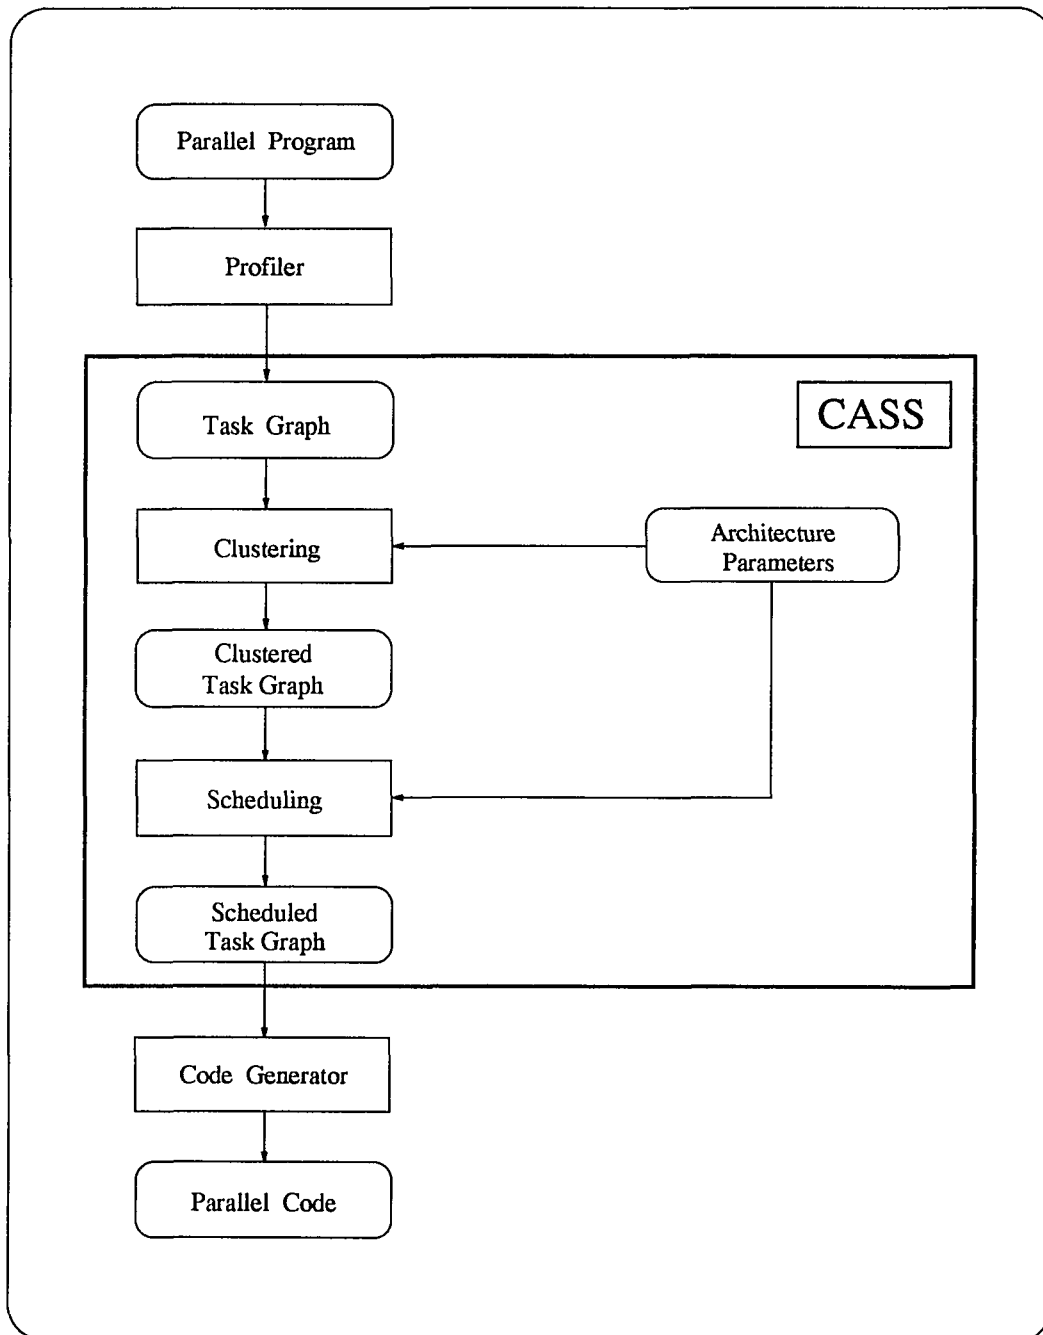 Parallel Program
Profiler
Task Graph
CASS
Clustering
Architecture
Parameters
Clustered
Task Graph
Scheduling
Scheduled
Task Graph
Code Generator
Parallel Code